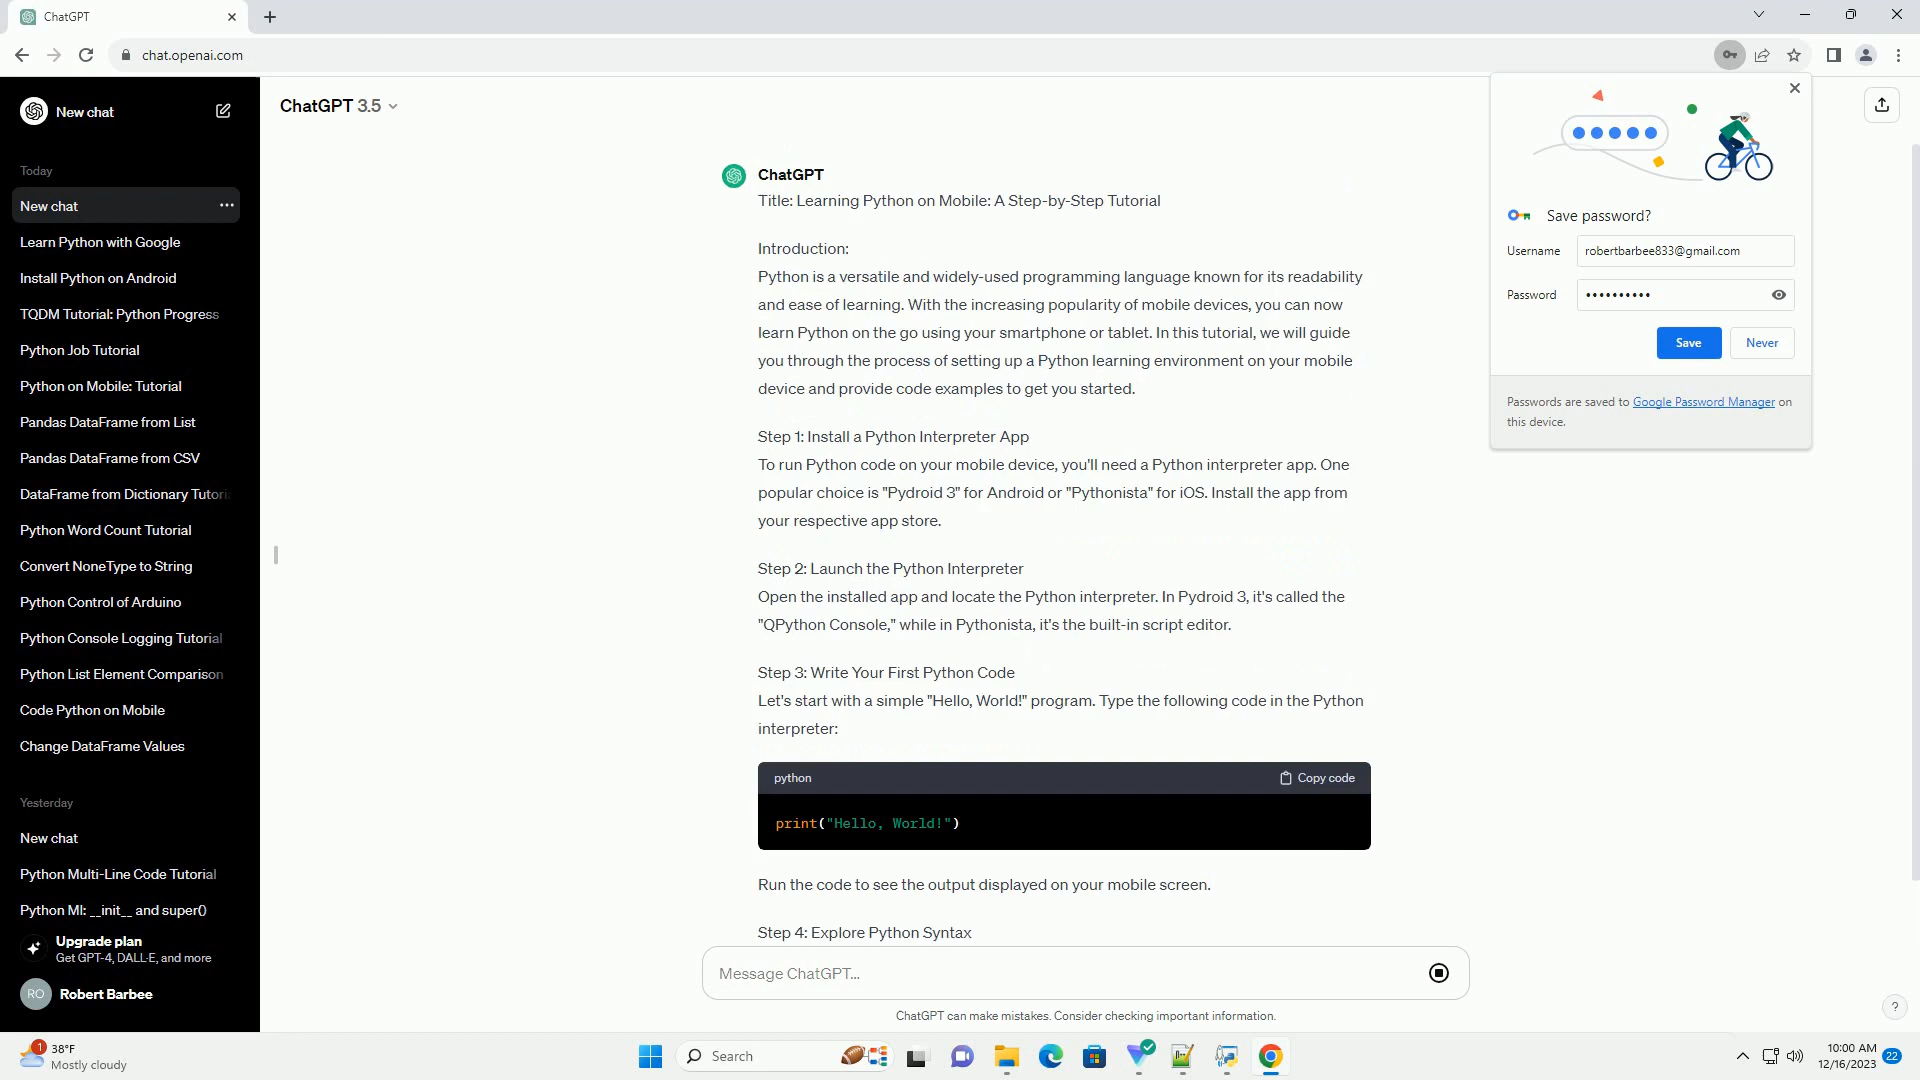 ChatGPT
chat.openai.com
New chat
Today
New chat
Learn Python with Google
Install Python on Android
TQDM Tutorial: Python Progress
Python Job Tutorial
Python on Mobile: Tutorial
Pandas DataFrame from List
Pandas DataFrame from CSV
DataFrame from Dictionary Tutori
Python Word Count Tutorial
Convert NoneType to String
Python Control of Arduino
Python Console Logging Tutorial
Python List Element Comparison
Code Python on Mobile
Change DataFrame Values
Yesterday
New chat
Python Multi-Line Code Tutorial
Python MI: __init__ and super()
Upgrade plan
Get GPT-4, DALL·E, and more
RO
Robert Barbee
ChatGPT 3.5
ChatGPT
Title: Learning Python on Mobile: A Step-by-Step Tutorial
Introduction:
Python is a versatile and widely-used programming language known for its readability
and ease of learning. With the increasing popularity of mobile devices, you can now
learn Python on the go using your smartphone or tablet. In this tutorial, we will guide
you through the process of setting up a Python learning environment on your mobile
device and provide code examples to get you started.
Step 1: Install a Python Interpreter App
To run Python code on your mobile device, you'll need a Python interpreter app. One
popular choice is "Pydroid 3" for Android or "Pythonista" for iOS. Install the app from
your respective app store.
Step 2: Launch the Python Interpreter
Open the installed app and locate the Python interpreter. In Pydroid 3, it's called the
"QPython Console," while in Pythonista, it's the built-in script editor.
Step 3: Write Your First Python Code
Let's start with a simple "Hello, World!" program. Type the following code in the Python
interpreter:
python
Copy code
print("Hello, World!")
Run the code to see the output displayed on your mobile screen.
Step 4: Explore Python Syntax
Message ChatGPT...
ChatGPT can make mistakes. Consider checking important information.
?
Save password?
Username
robertbarbee833@gmail.com
Password
••••••••••
Save
Never
Passwords are saved to Google Password Manager on
this device.
1
38°F
Mostly cloudy
Search
10:00 AM
12/16/2023
22